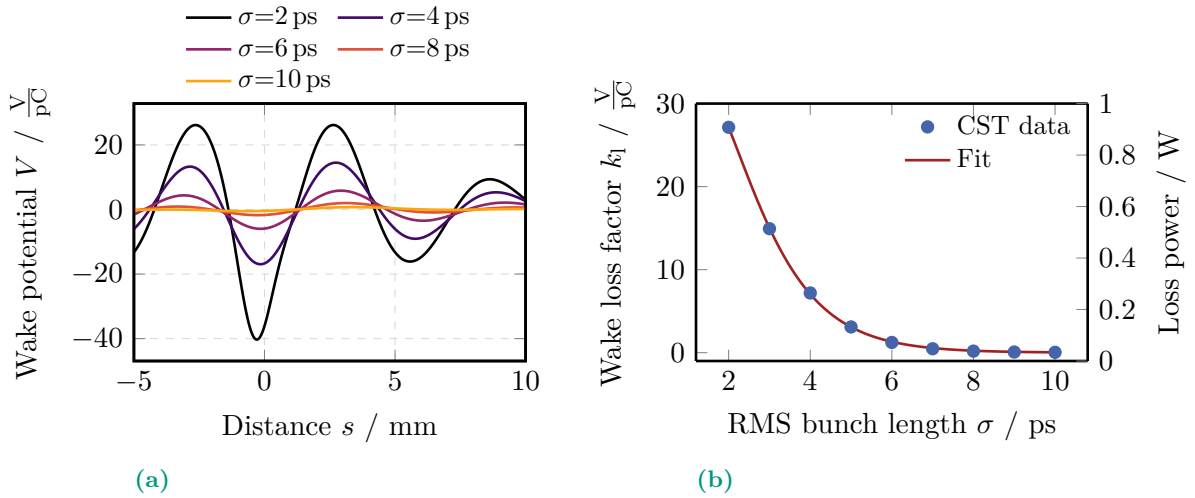 σ=2 ps σ=4 ps
σ=6 ps σ=8 ps
σ=10 ps
Wake potential V / V/pC
20
0
−20
−40
−5 0 5 10
Distance s / mm
(a)
Wake loss factor k_l / V/pC
30
20
10
0
CST data
Fit
1
0.8
0.6
0.4
0.2
0
Loss power / W
2 4 6 8 10
RMS bunch length σ / ps
(b)